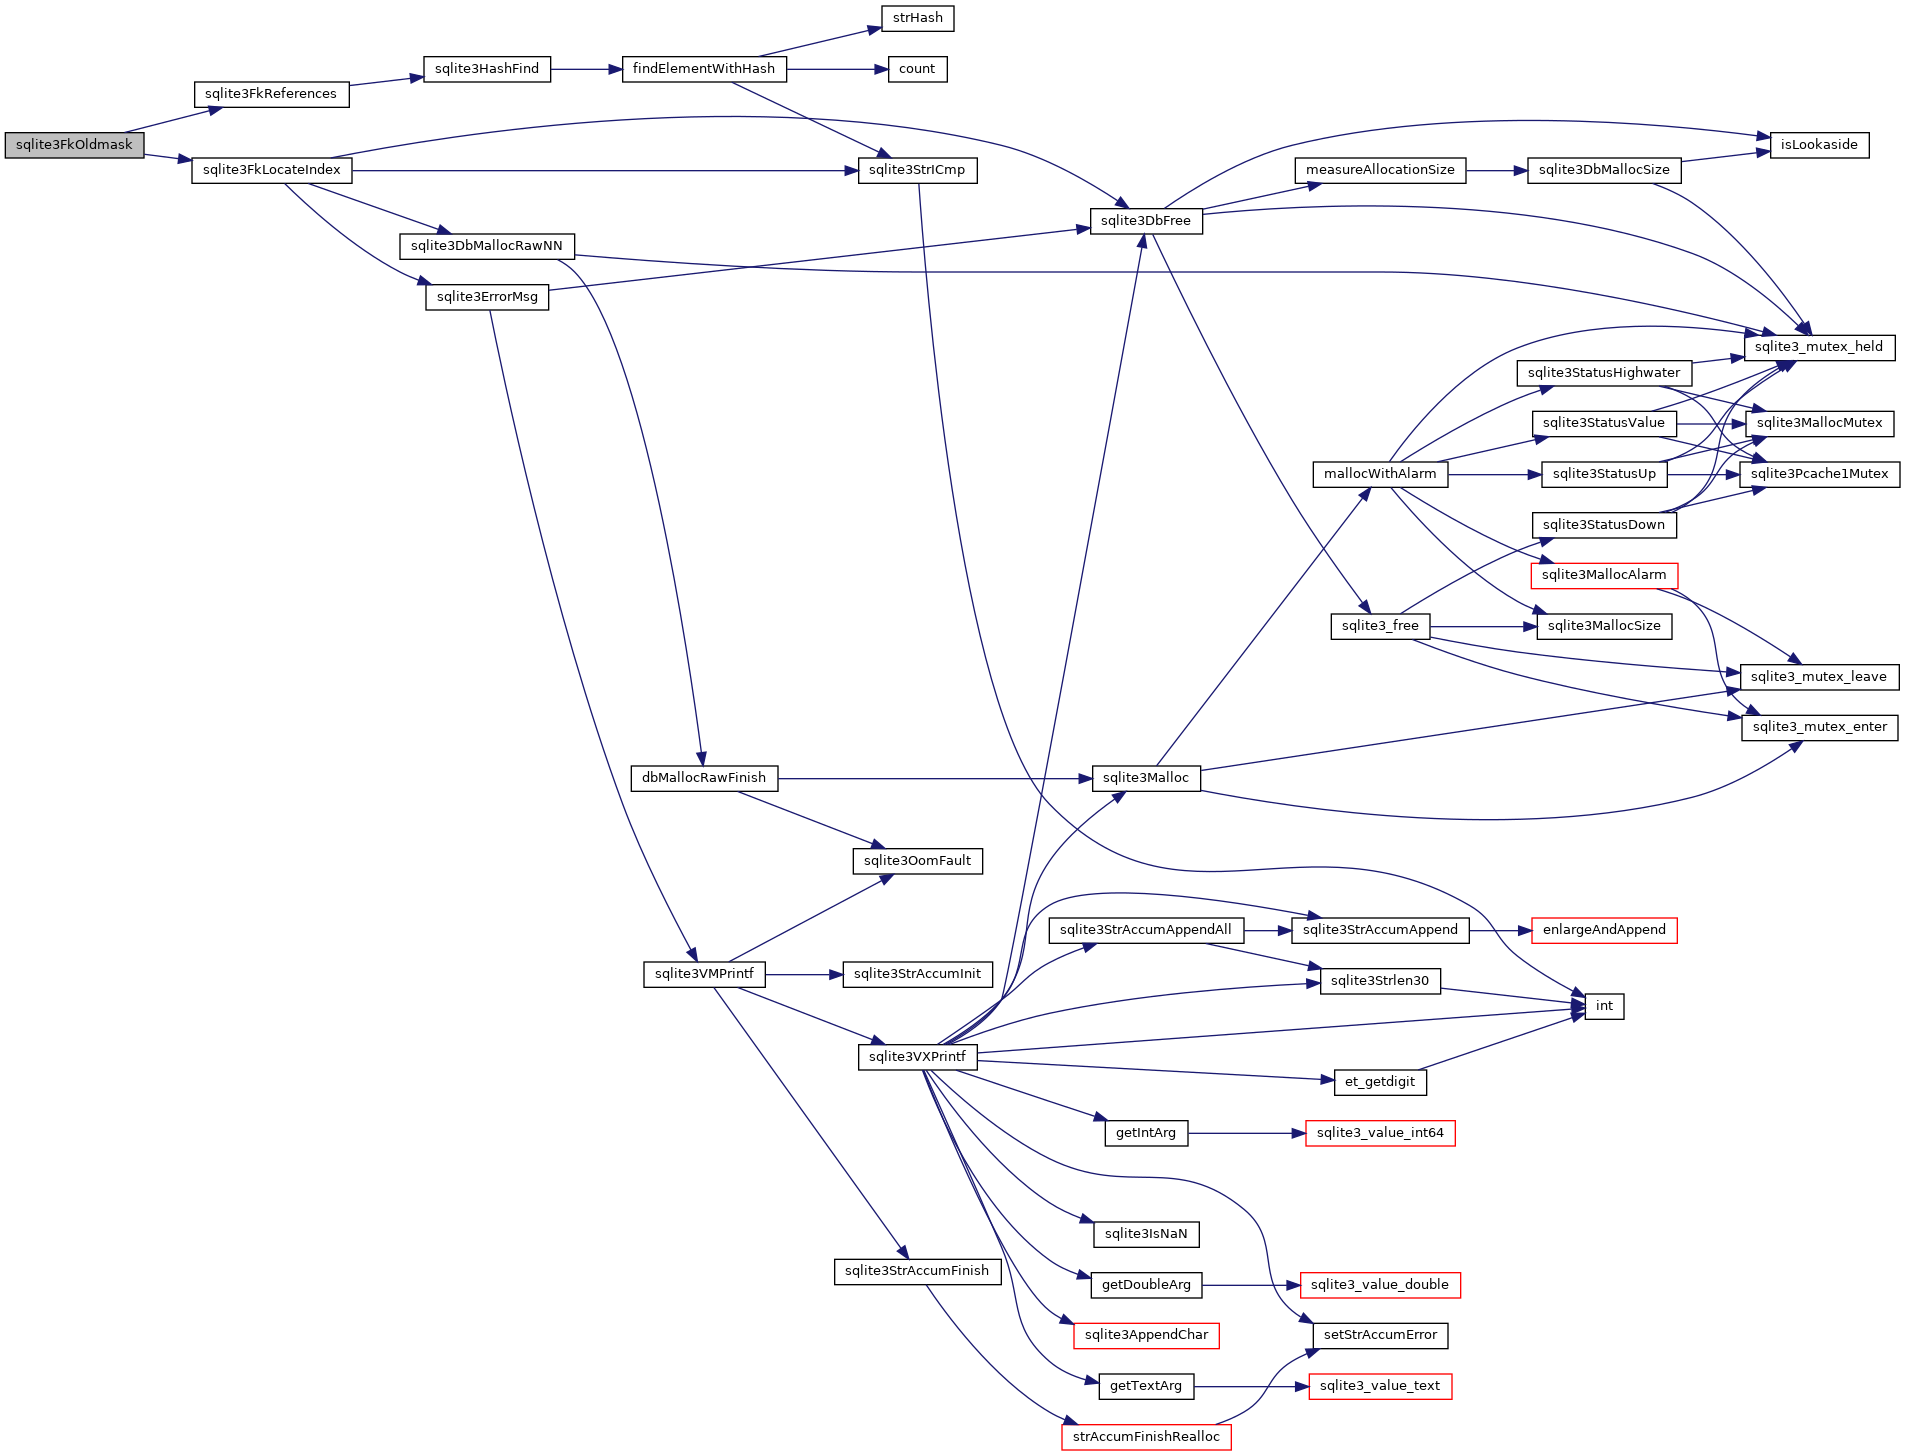 strHash
sqlite3HashFind
findElementWithHash
count
sqlite3FkReferences
sqlite3FkOldmask
isLookaside
sqlite3FkLocateIndex
sqlite3StrICmp
measureAllocationSize
sqlite3DbMallocSize
sqlite3DbFree
sqlite3DbMallocRawNN
sqlite3ErrorMsg
sqlite3_mutex_held
sqlite3StatusHighwater
sqlite3StatusValue
sqlite3MallocMutex
mallocWithAlarm
sqlite3StatusUp
sqlite3Pcache1Mutex
sqlite3StatusDown
sqlite3MallocAlarm
sqlite3_free
sqlite3MallocSize
sqlite3_mutex_leave
sqlite3_mutex_enter
dbMallocRawFinish
sqlite3Malloc
sqlite3OomFault
sqlite3StrAccumAppendAll
sqlite3StrAccumAppend
enlargeAndAppend
sqlite3VMPrintf
sqlite3StrAccumInit
sqlite3Strlen30
int
sqlite3VXPrintf
et_getdigit
getIntArg
sqlite3_value_int64
sqlite3IsNaN
sqlite3StrAccumFinish
getDoubleArg
sqlite3_value_double
sqlite3AppendChar
setStrAccumError
getTextArg
sqlite3_value_text
strAccumFinishRealloc